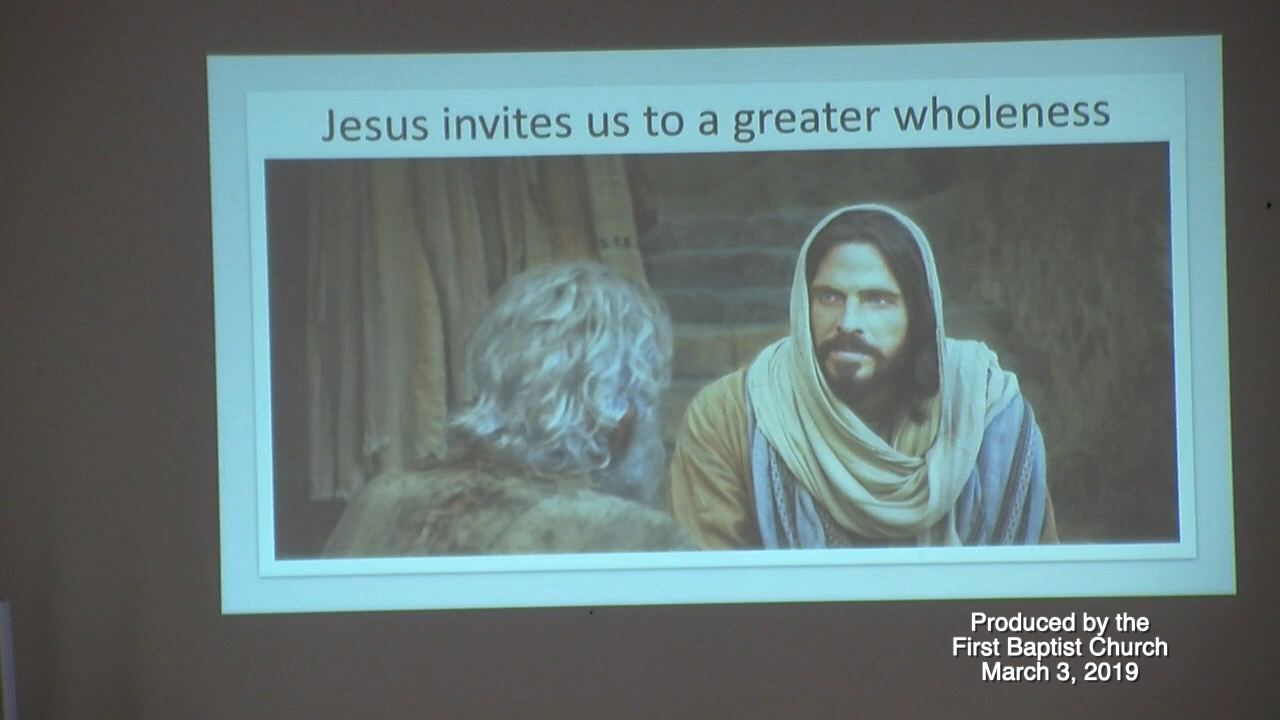 Jesus invites us to a greater wholeness
Produced by the
First Baptist Church
March 3, 2019